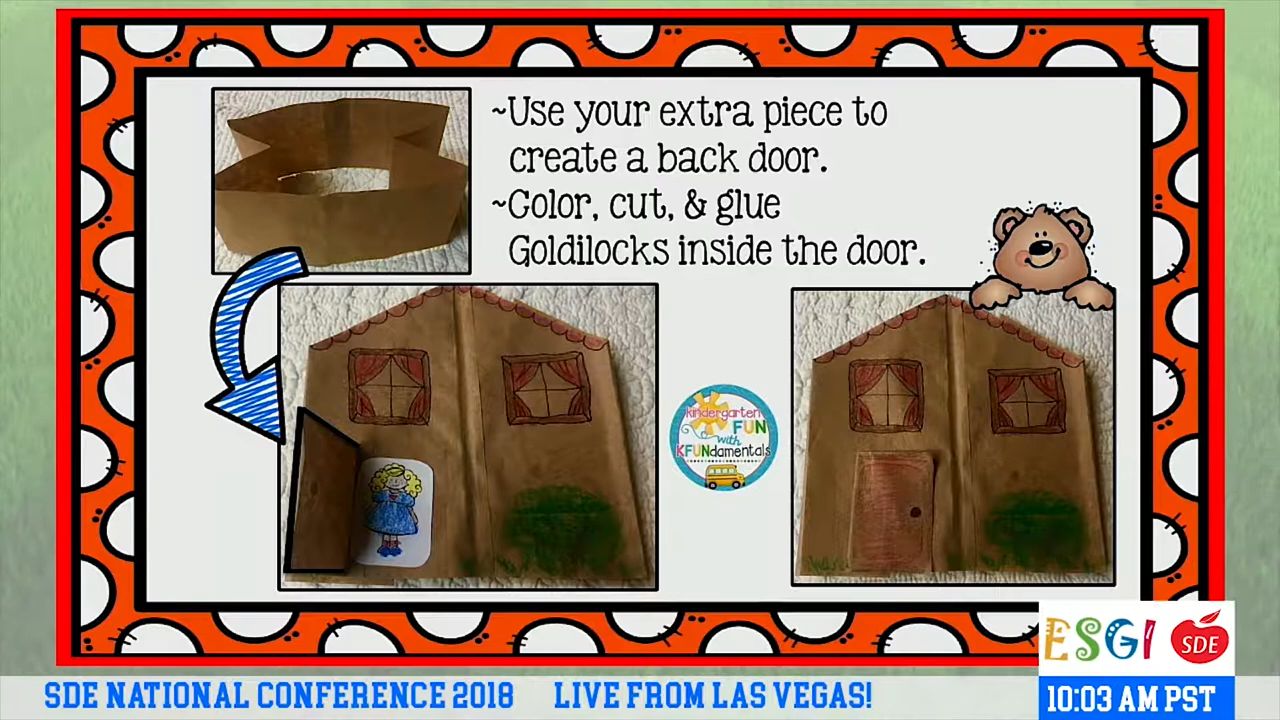 ~Use your extra piece to
create a back door.
~Color, cut, & glue
Goldilocks inside the door.
kindergarten
FUN
with
KFUNdamentals
ESGI
SDE
SDE NATIONAL CONFERENCE 2018
LIVE FROM LAS VEGAS!
10:03 AM PST